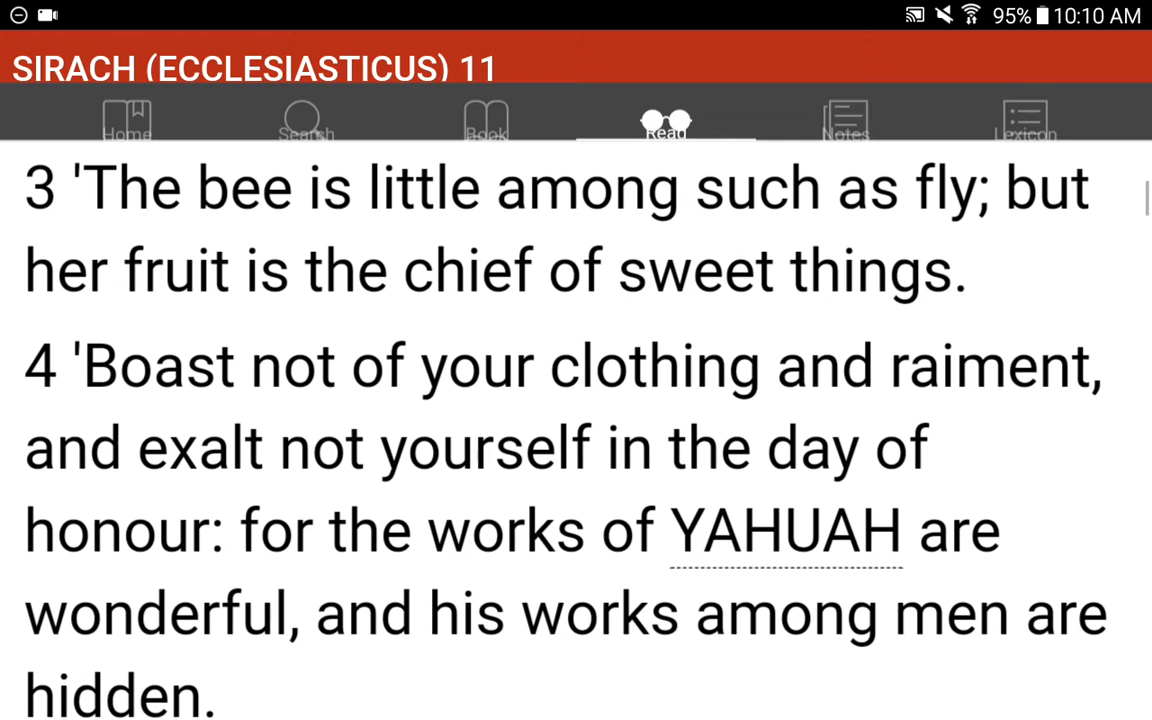 95% 10:10 AM
SIRACH (ECCLESIASTICUS) 11
Home Search Book Read Notes Lexicon
3 'The bee is little among such as fly; but
her fruit is the chief of sweet things.
4 'Boast not of your clothing and raiment,
and exalt not yourself in the day of
honour: for the works of YAHUAH are
wonderful, and his works among men are
hidden.